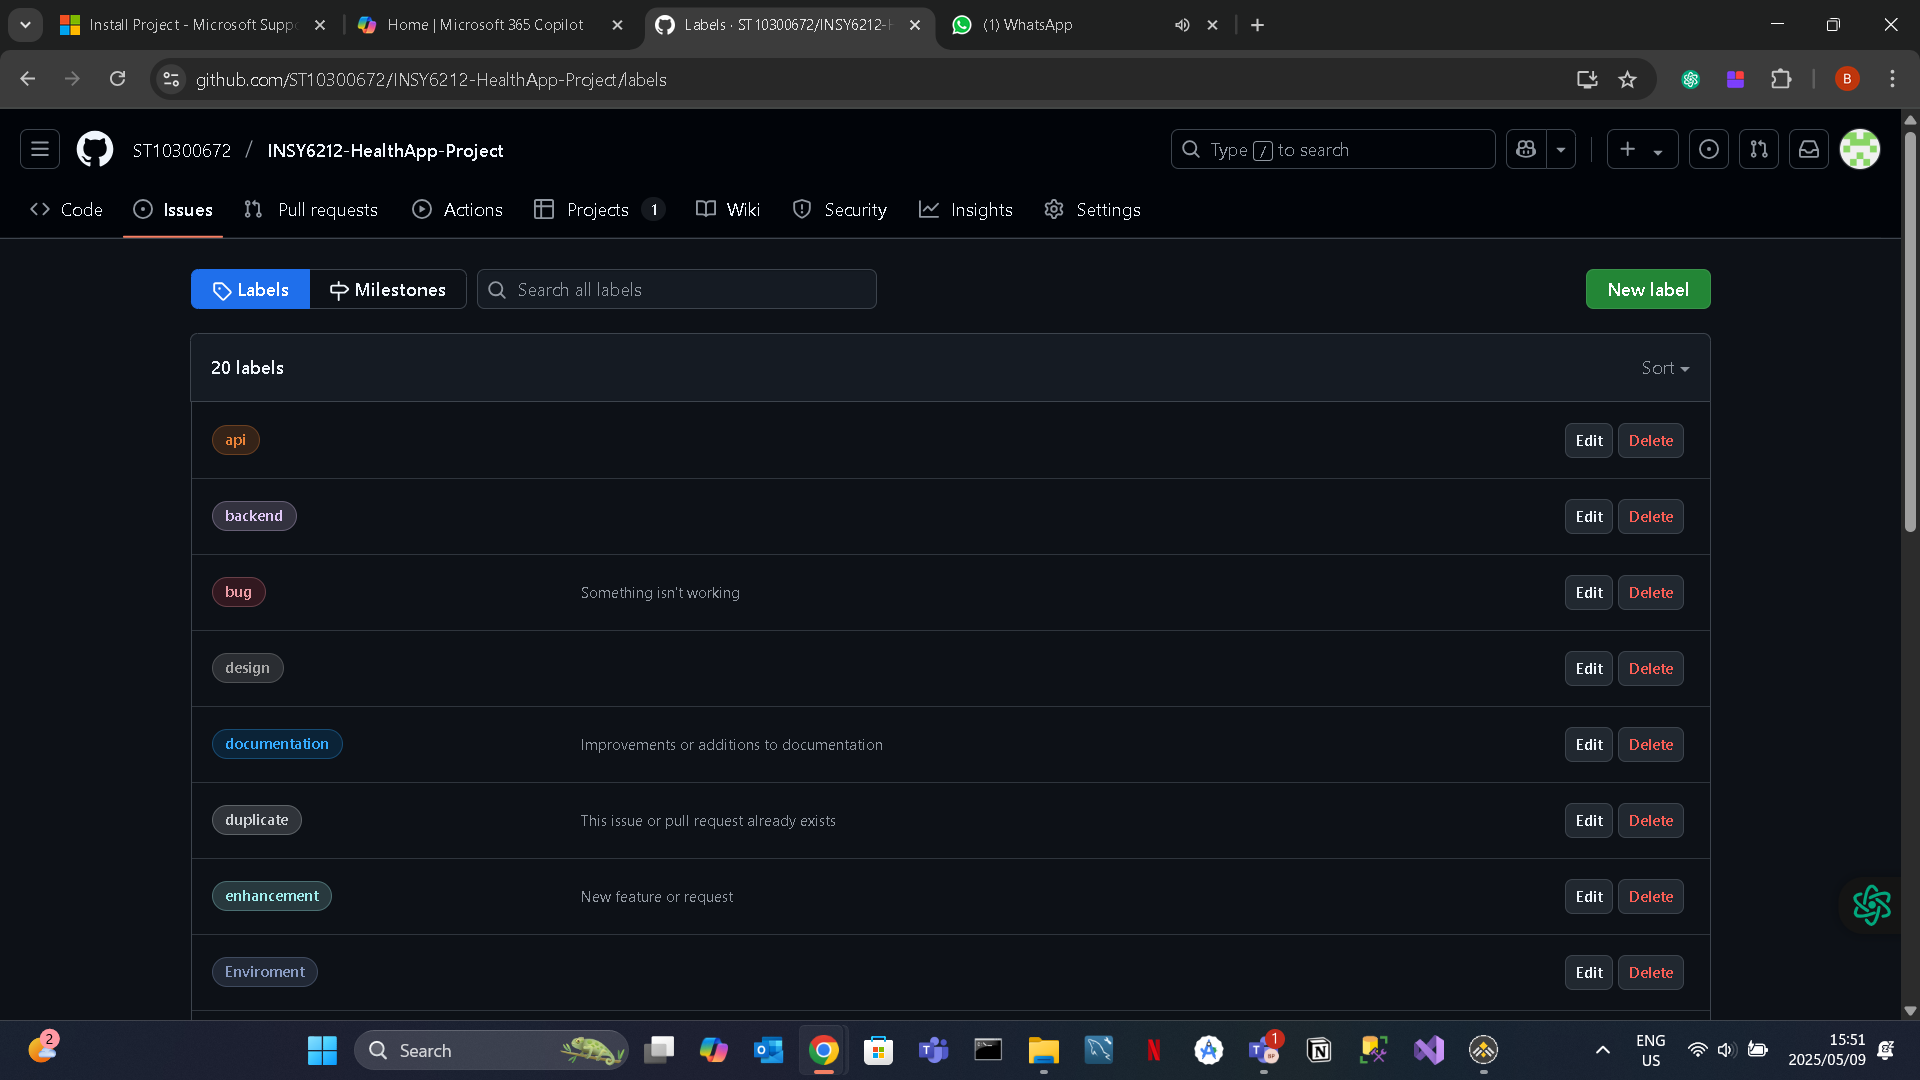 Install Project - Microsoft Supp
Home | Microsoft 365 Copilot
Labels · ST10300672/INSY6212-H
(1) WhatsApp
github.com/ST10300672/INSY6212-HealthApp-Project/labels
B
ST10300672 / INSY6212-HealthApp-Project
Type / to search
Code
Issues
Pull requests
Actions
Projects 1
Wiki
Security
Insights
Settings
Labels
Milestones
Search all labels
New label
20 labels
Sort
api
Edit Delete
backend
Edit Delete
bug Something isn't working
Edit Delete
design
Edit Delete
documentation Improvements or additions to documentation
Edit Delete
duplicate This issue or pull request already exists
Edit Delete
enhancement New feature or request
Edit Delete
Enviroment
Edit Delete
2
Search
1
ENG
US
15:51
2025/05/09